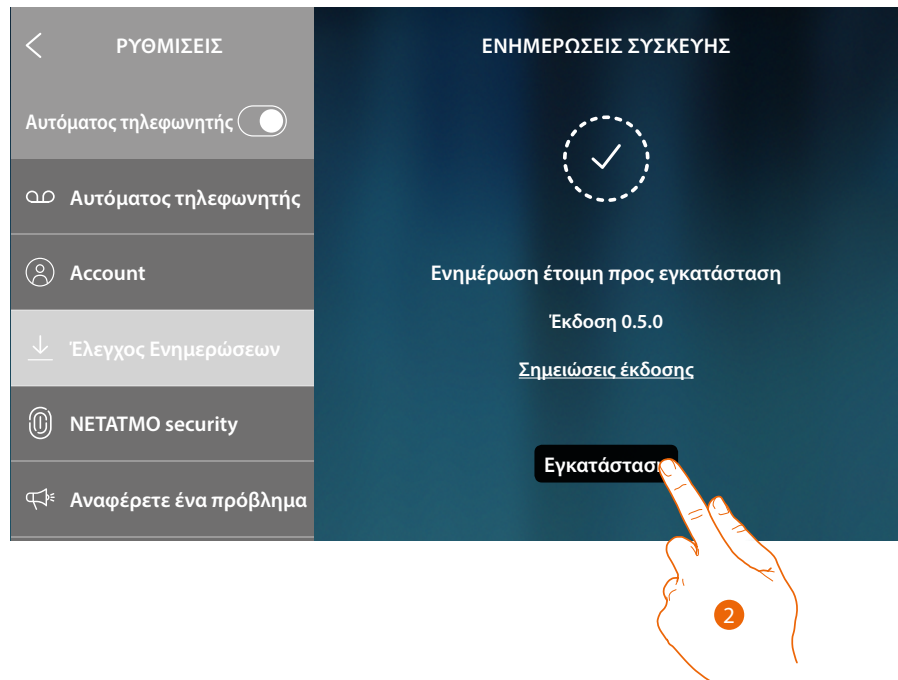 ΡΥΘΜΙΣΕΙΣ
Αυτόματος τηλεφωνητής
Αυτόματος τηλεφωνητής
Account
Έλεγχος Ενημερώσεων
NETATMO security
Αναφέρετε ένα πρόβλημα
ΕΝΗΜΕΡΩΣΕΙΣ ΣΥΣΚΕΥΗΣ
Ενημέρωση έτοιμη προς εγκατάσταση
Έκδοση 0.5.0
Σημειώσεις έκδοσης
Εγκατάσταση
2